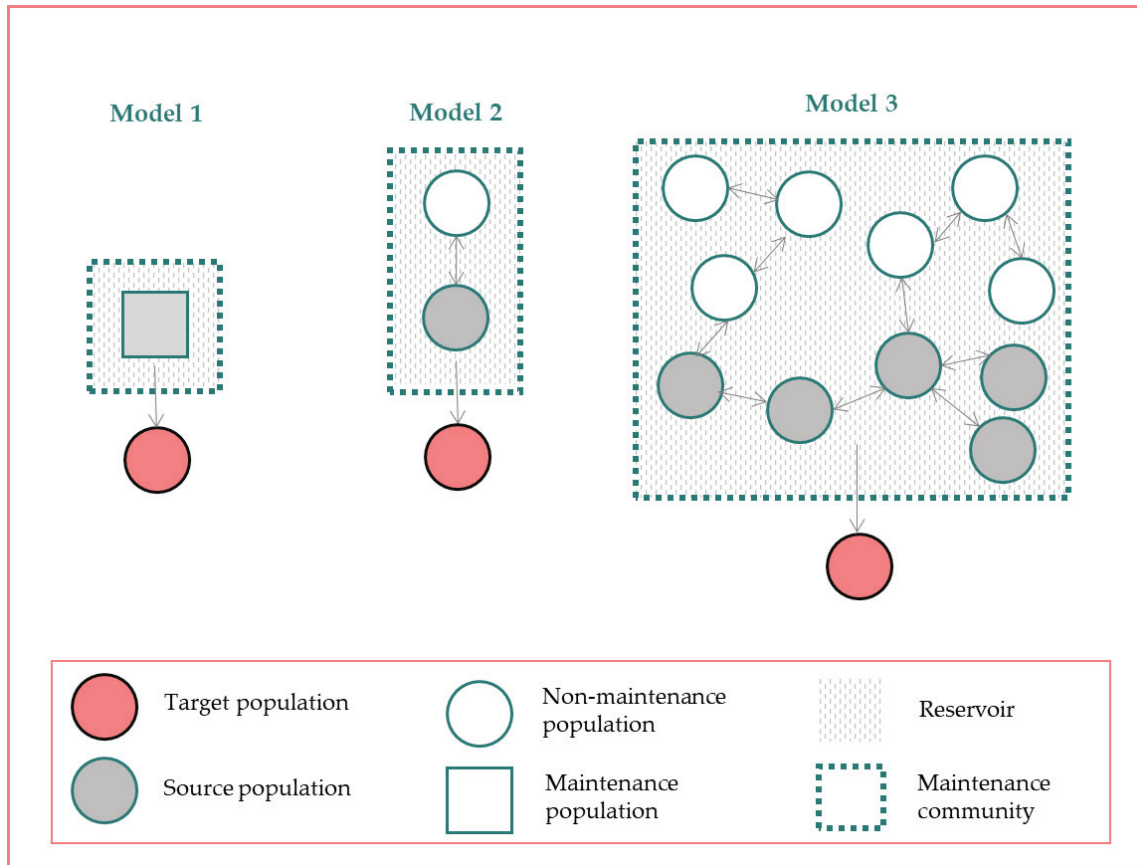 Model 1
Model 2
Model 3
Target population
Non-maintenance
population
Reservoir
Source population
Maintenance
population
Maintenance
community